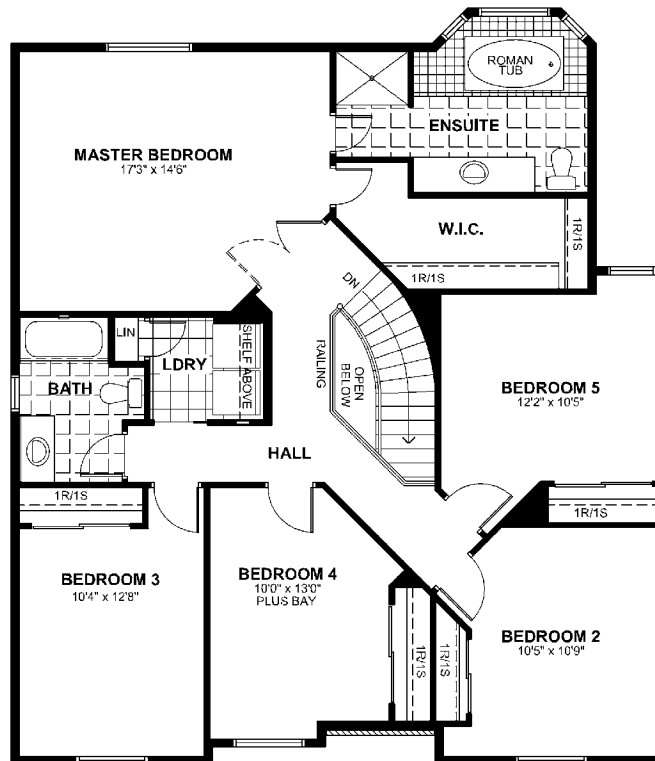 ROMAN
TUB
ENSUITE
MASTER BEDROOM
17'3" x 14'6"
W.I.C.
1R/1S
1R/1S
DN
LIN
LDRY
SHELF ABOVE
RAILING
OPEN
BELOW
BATH
BEDROOM 5
12'2" x 10'5"
HALL
1R/1S
1R/1S
BEDROOM 3
10'4" x 12'8"
BEDROOM 4
10'0" x 13'0"
PLUS BAY
1R/1S
1R/1S
BEDROOM 2
10'5" x 10'9"